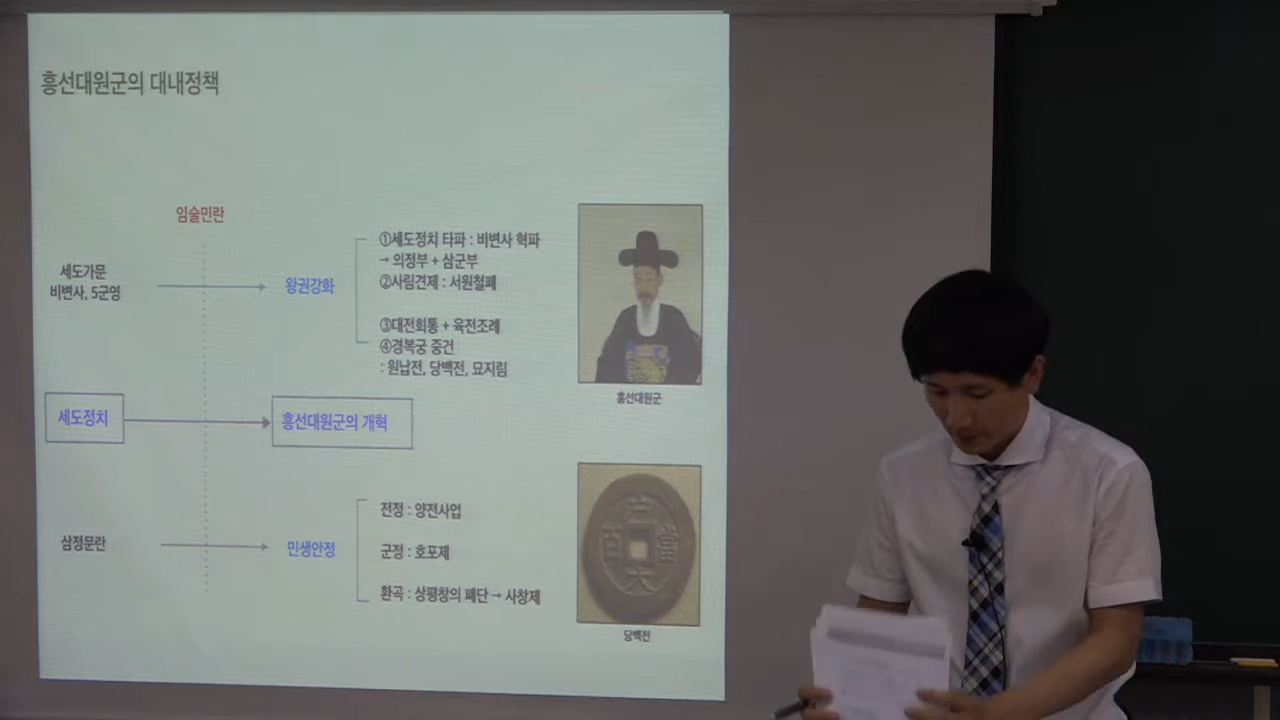 흥선대원군의 대내정책
임술민란
세도가문
비변사, 5군영
왕권강화
①세도정치 타파 : 비변사 혁파
→ 의정부 + 삼군부
②사림견제 : 서원철폐
③대전회통 + 육전조례
④경복궁 중건
: 원납전, 당백전, 묘지림
흥선대원군
세도정치
흥선대원군의 개혁
삼정문란
민생안정
전정 : 양전사업
군정 : 호포제
환곡 : 상평창의 폐단 → 사창제
百 當
大
당백전